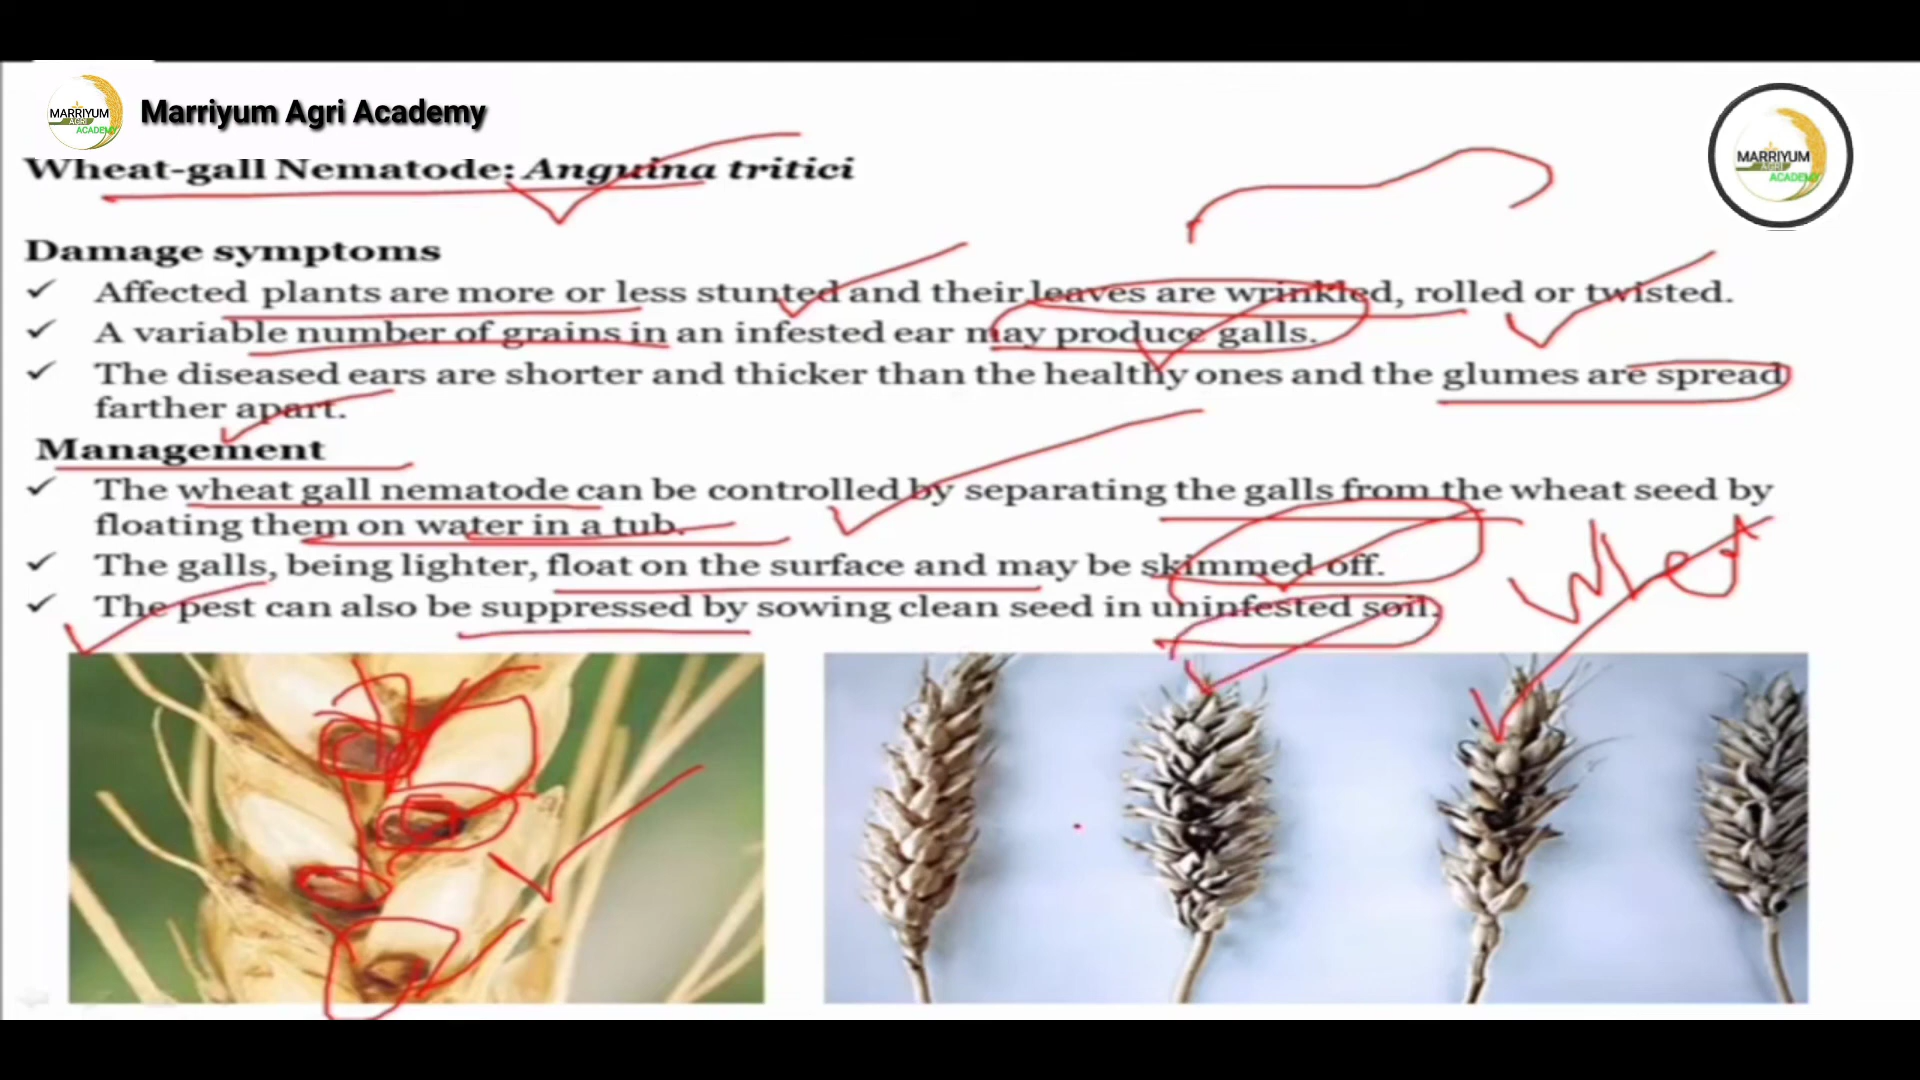 MARRIYUM
AGRI
ACADEMY
Marriyum Agri Academy
MARRIYUM
AGRI
ACADEMY
Wheat-gall Nematode: Anguina tritici
Damage symptoms
✓ Affected plants are more or less stunted and their leaves are wrinkled, rolled or twisted.
✓ A variable number of grains in an infested ear may produce galls.
✓ The diseased ears are shorter and thicker than the healthy ones and the glumes are spread
farther apart.
Management
✓ The wheat gall nematode can be controlled by separating the galls from the wheat seed by
floating them on water in a tub.
✓ The galls, being lighter, float on the surface and may be skimmed off.
✓ The pest can also be suppressed by sowing clean seed in uninfested soil.